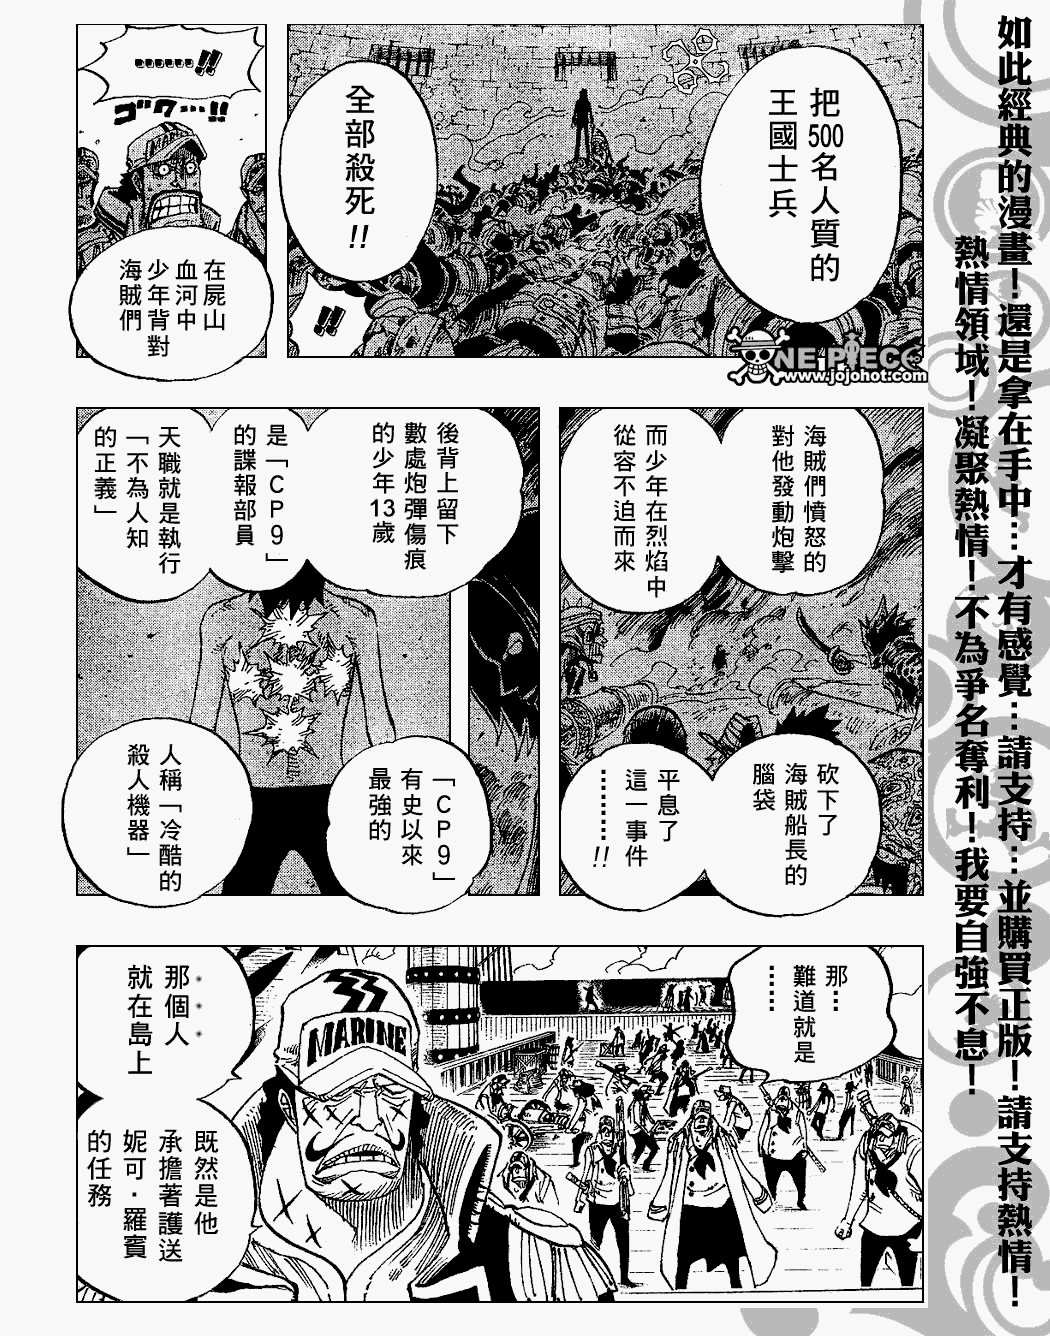 如此經典的漫畫！還是拿在手中…才有感覺…請支持…並購買正版！請支持熱情！
熱情領域！凝聚熱情！不為爭名奪利！我要自強不息！
把500名人質的
王國士兵
全部殺死!!
!!
ONE PIECE
www.jojohot.com
……!!
ゴクッ…!!
MARINE
在屍山
血河中
少年背對
海賊們
海賊們憤怒的
對他發動炮擊
而少年在烈焰中
從容不迫而來
砍下了
海賊船長的
腦袋
平息了
這一事件
………!!
後背上留下
數處炮彈傷痕
的少年13歲
是「CP9」
的諜報部員
天職就是執行
「不為人知
的正義」
「CP9」
有史以來
最強的
人稱「冷酷的
殺人機器」
那…
難道就是
……
MARINE
那個人
就在島上
既然是他
承擔著護送
妮可·羅賓
的任務